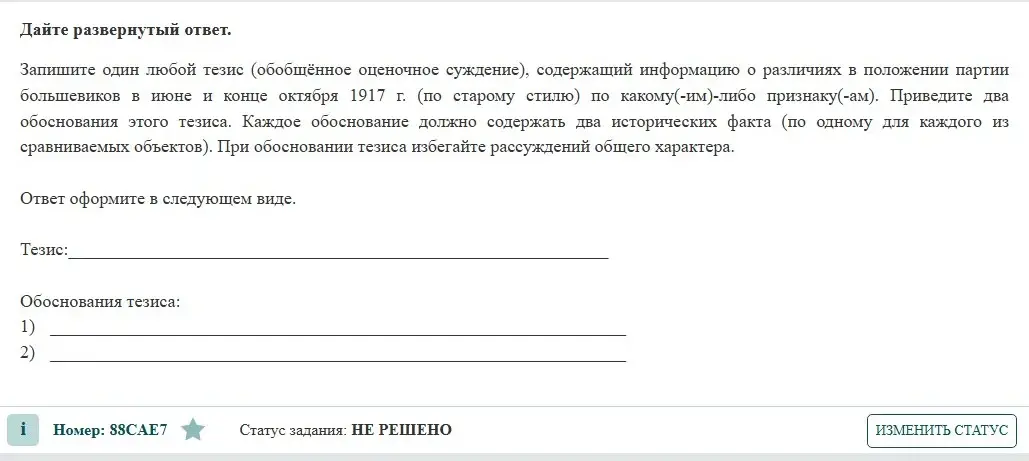 Дайте развернутый ответ.
Запишите один любой тезис (обобщённое оценочное суждение), содержащий информацию о различиях в положении партии
большевиков в июне и конце октября 1917 г. (по старому стилю) по какому(-им)-либо признаку(-ам). Приведите два
обоснования этого тезиса. Каждое обоснование должно содержать два исторических факта (по одному для каждого из
сравниваемых объектов). При обосновании тезиса избегайте рассуждений общего характера.
Ответ оформите в следующем виде.
Тезис:
Обоснования тезиса:
1)
2)
i Номер: 88CAE7 Статус задания: НЕ РЕШЕНО ИЗМЕНИТЬ СТАТУС